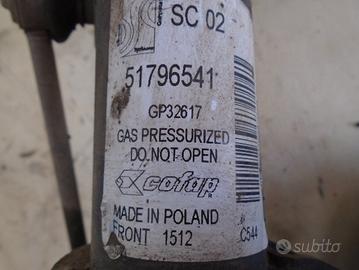 SC 02
51796541
GP32617
GAS PRESSURIZED
DO NOT OPEN
cofap
MADE IN POLAND
FRONT 1512
C544
subito